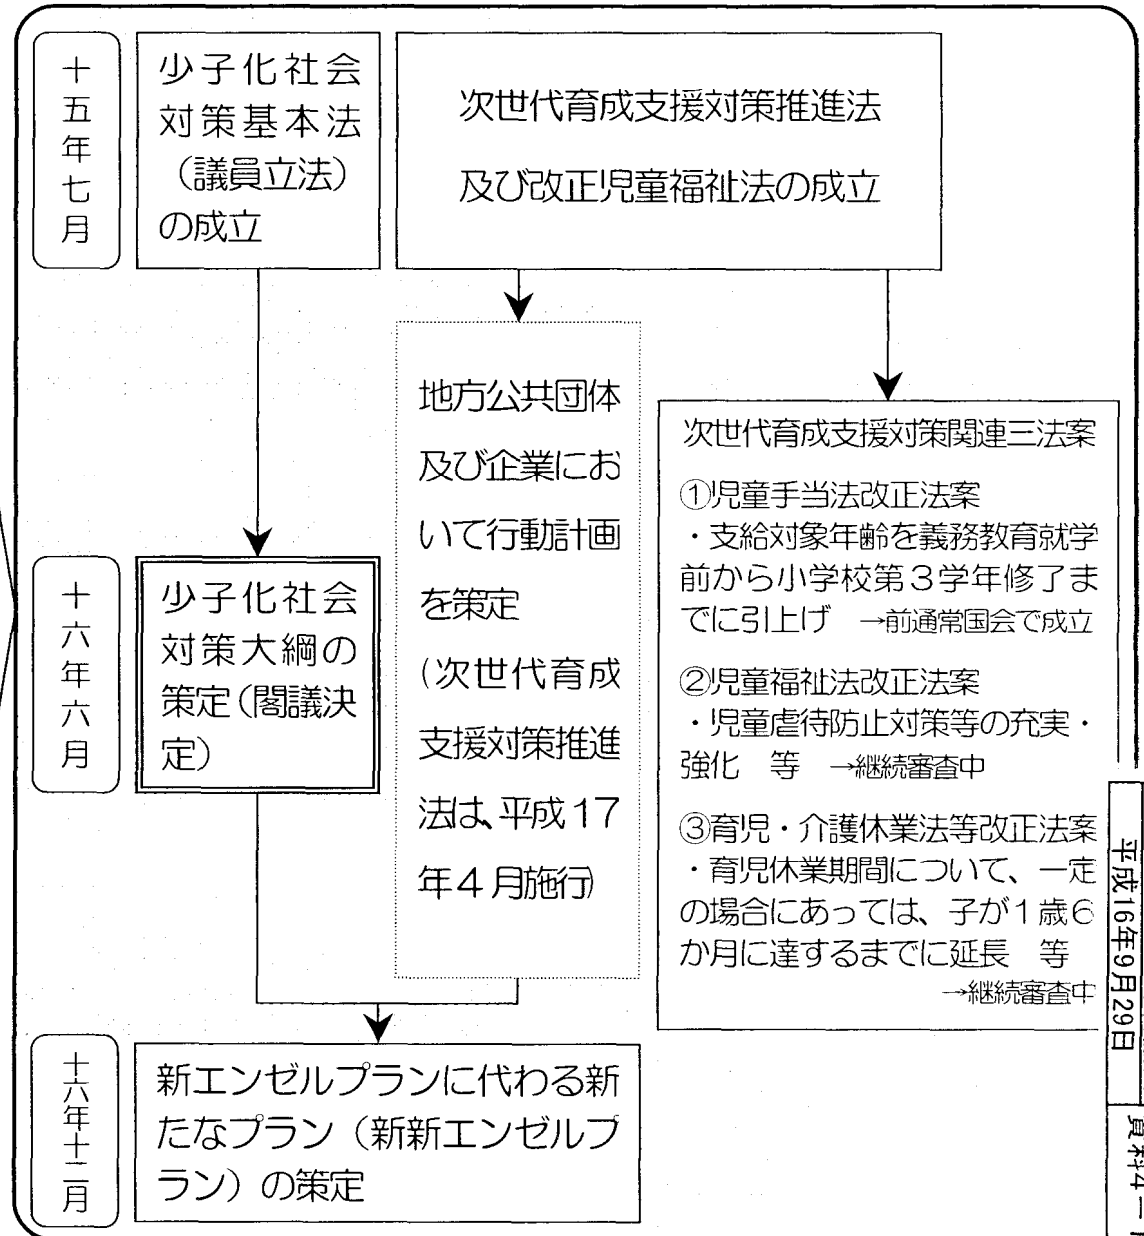 十五年七月
少子化社会
対策基本法
（議員立法）
の成立
次世代育成支援対策推進法
及び改正児童福祉法の成立
地方公共団体
及び企業にお
いて行動計画
を策定
(次世代育成
支援対策推進
法は、平成17
年4月施行)
次世代育成支援対策関連三法案
①児童手当法改正法案
・支給対象年齢を義務教育就学
前から小学校第3学年修了ま
でに引上げ　→前通常国会で成立
②児童福祉法改正法案
・児童虐待防止対策等の充実・
強化　等　→継続審査中
③育児・介護休業法等改正法案
・育児休業期間について、一定
の場合にあっては、子が1歳6
か月に達するまでに延長　等
→継続審査中
十六年六月
少子化社会
対策大綱の
策定(閣議決
定)
十六年十二月
新エンゼルプランに代わる新
たなプラン（新新エンゼルプ
ラン）の策定
平成16年9月29日
資料4－1